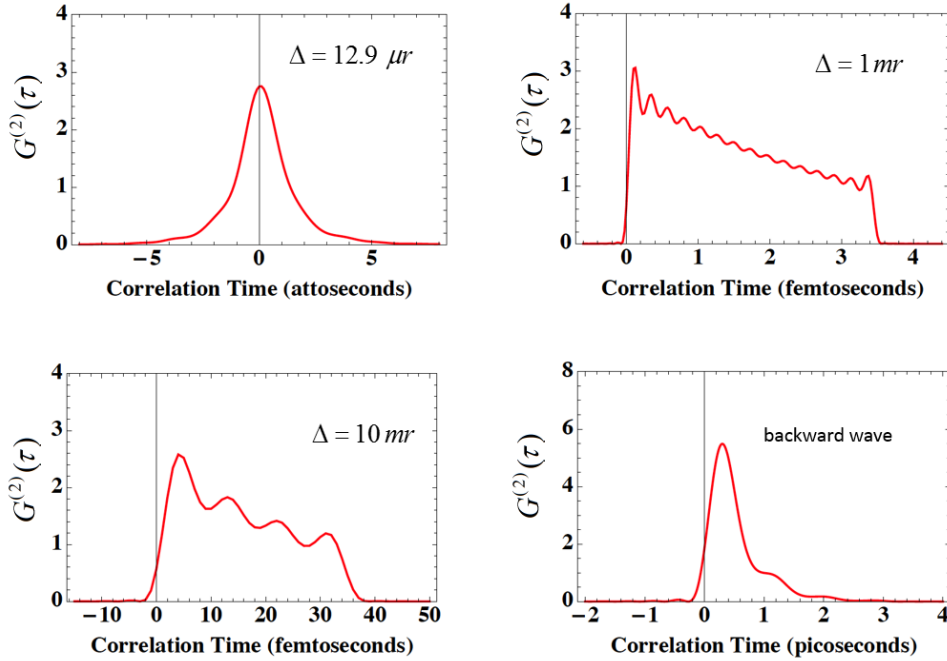 4
3
2
1
0
G^{(2)}(τ)
Δ = 12.9 μr
−5 0 5
Correlation Time (attoseconds)
4
3
2
1
0
G^{(2)}(τ)
Δ = 1 mr
0 1 2 3 4
Correlation Time (femtoseconds)
4
3
2
1
0
G^{(2)}(τ)
Δ = 10 mr
−10 0 10 20 30 40 50
Correlation Time (femtoseconds)
8
6
4
2
0
G^{(2)}(τ)
backward wave
−2 −1 0 1 2 3 4
Correlation Time (picoseconds)